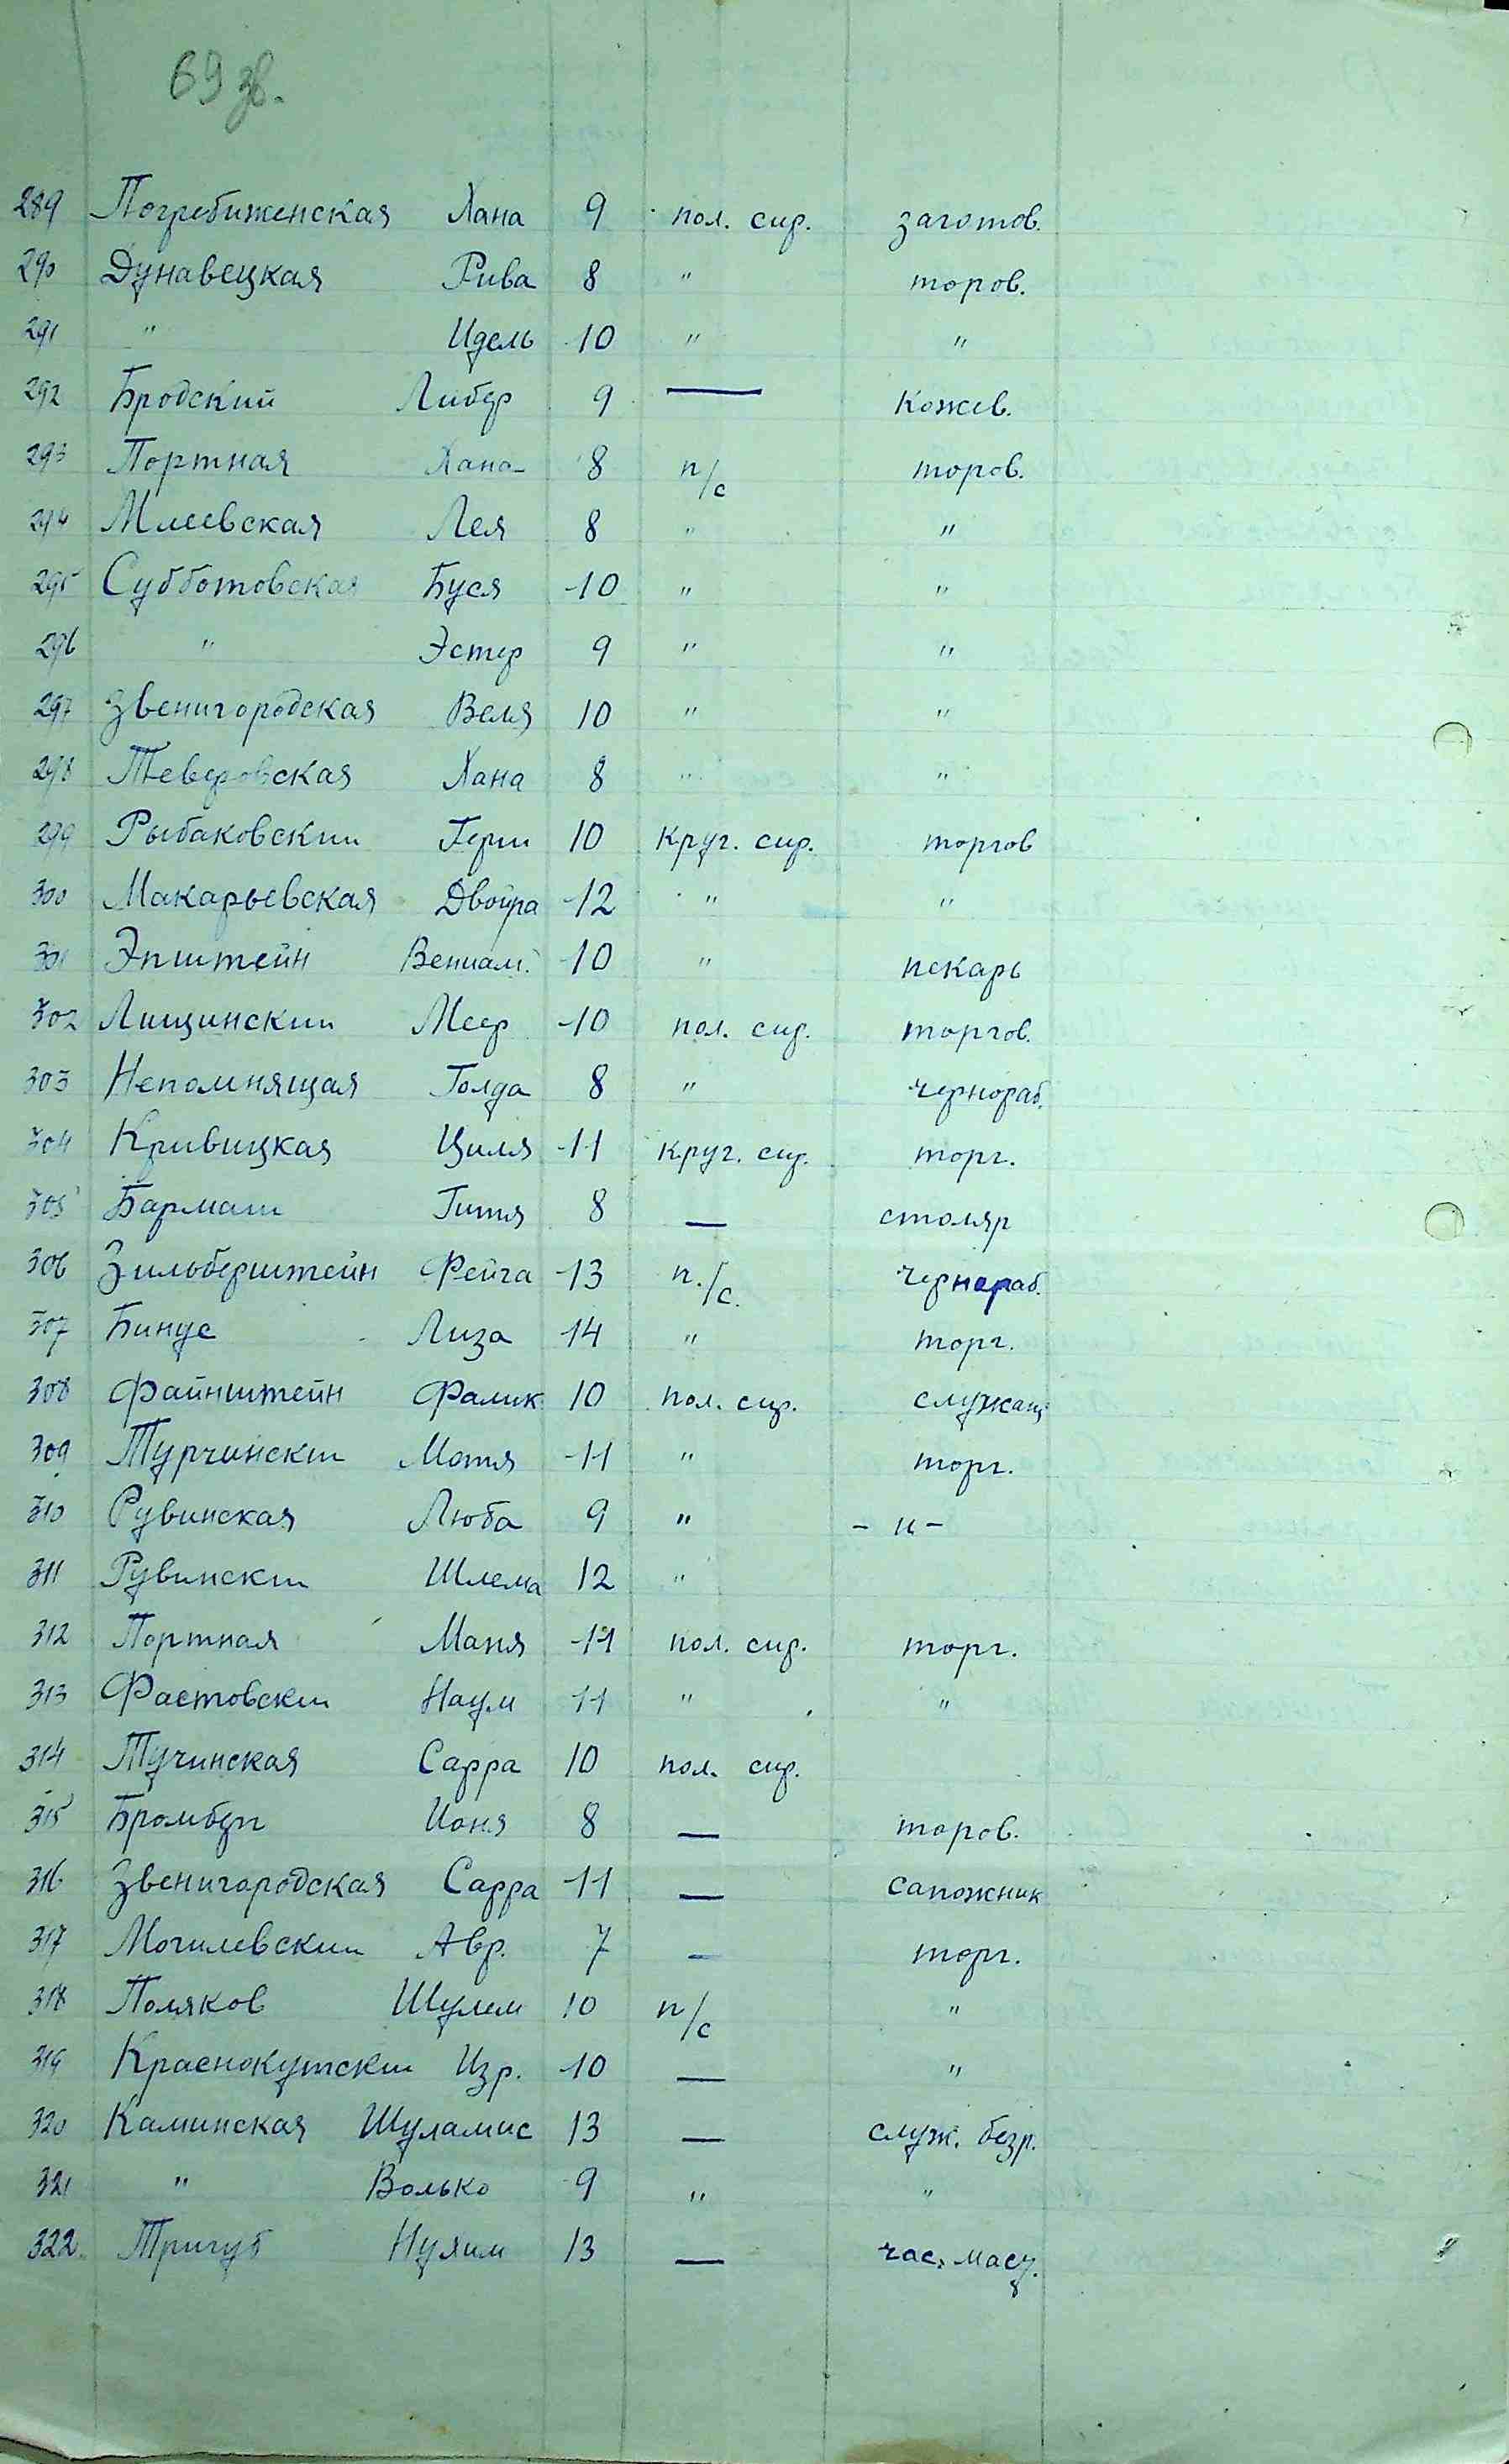 69 зв.
289 Погребиженская Хана 9 пол. сир. заготов.
290 Дунавецкая Рива 8 " торов.
291 " Идель 10 " "
292 Бродский Либер 9 — Кожев.
293 Портная Хана 8 п/с торов.
294 Млеевская Лея 8 " "
295 Субботовская Буся 10 " "
296 " Эстер 9 " "
297 Звенигородская Веля 10 " "
298 Теверовская Хана 8 " "
299 Рыбаковский Герш 10 Круг. сир. торгов
300 Макарьевская Двойра 12 " "
301 Эпштейн Вениам. 10 " пекарь
302 Лищинский Меер 10 пол. сир. торгов.
303 Непомнящая Голда 8 " чернораб.
304 Кривицкая Циля 11 Круг. сир. торг.
305 Бармаш Гитя 8 — столяр
306 Зильберштейн Фейга 13 п./с. чернораб.
307 Бинус Лиза 14 " торг.
308 Файнштейн Фалик 10 пол. сир. служащ
309 Турчинский Мотя 11 " торг.
310 Рувинская Люба 9 " - и -
311 Рувинский Шлема 12 "
312 Портная Маня 11 пол. сир. торг.
313 Фастовский Наум 11 " "
314 Тучинская Сарра 10 пол. сир.
315 Бромберг Ионя 8 — торов.
316 Звенигородская Сарра 11 — сапожник
317 Могилевский Авр. 7 — торг.
318 Поляков Шулем 10 п/с "
319 Краснокутский Изр. 10 — "
320 Каминская Шуламис 13 — служ. безр.
321 " Волько 9 " "
322. Тригуб Нухим 13 — час. маст.